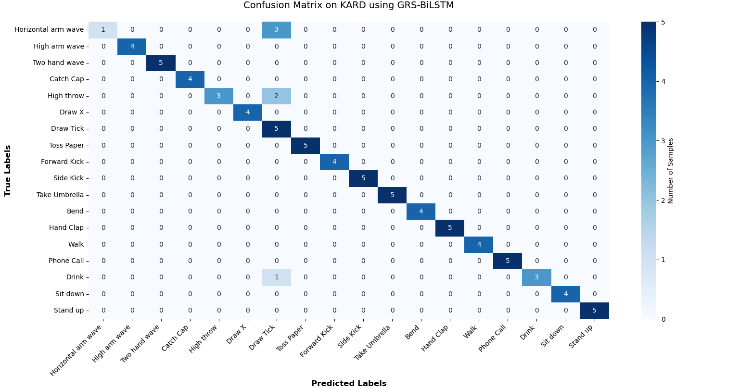 Confusion Matrix on KARD using GRS-BiLSTM
True Labels
Horizontal arm wave 1 0 0 0 0 0 3 0 0 0 0 0 0 0 0 0 0 0
High arm wave 0 4 0 0 0 0 0 0 0 0 0 0 0 0 0 0 0 0
Two hand wave 0 0 5 0 0 0 0 0 0 0 0 0 0 0 0 0 0 0
Catch Cap 0 0 0 4 0 0 0 0 0 0 0 0 0 0 0 0 0 0
High throw 0 0 0 0 3 0 2 0 0 0 0 0 0 0 0 0 0 0
Draw X 0 0 0 0 0 4 0 0 0 0 0 0 0 0 0 0 0 0
Draw Tick 0 0 0 0 0 0 5 0 0 0 0 0 0 0 0 0 0 0
Toss Paper 0 0 0 0 0 0 0 5 0 0 0 0 0 0 0 0 0 0
Forward Kick 0 0 0 0 0 0 0 0 4 0 0 0 0 0 0 0 0 0
Side Kick 0 0 0 0 0 0 0 0 0 5 0 0 0 0 0 0 0 0
Take Umbrella 0 0 0 0 0 0 0 0 0 0 5 0 0 0 0 0 0 0
Bend 0 0 0 0 0 0 0 0 0 0 0 4 0 0 0 0 0 0
Hand Clap 0 0 0 0 0 0 0 0 0 0 0 0 5 0 0 0 0 0
Walk 0 0 0 0 0 0 0 0 0 0 0 0 0 4 0 0 0 0
Phone Call 0 0 0 0 0 0 0 0 0 0 0 0 0 0 5 0 0 0
Drink 0 0 0 0 0 0 1 0 0 0 0 0 0 0 0 3 0 0
Sit down 0 0 0 0 0 0 0 0 0 0 0 0 0 0 0 0 4 0
Stand up 0 0 0 0 0 0 0 0 0 0 0 0 0 0 0 0 0 5
Horizontal arm wave
High arm wave
Two hand wave
Catch Cap
High throw
Draw X
Draw Tick
Toss Paper
Forward Kick
Side Kick
Take Umbrella
Bend
Hand Clap
Walk
Phone Call
Drink
Sit down
Stand up
Predicted Labels
5
4
3
2
1
0
Number of Samples